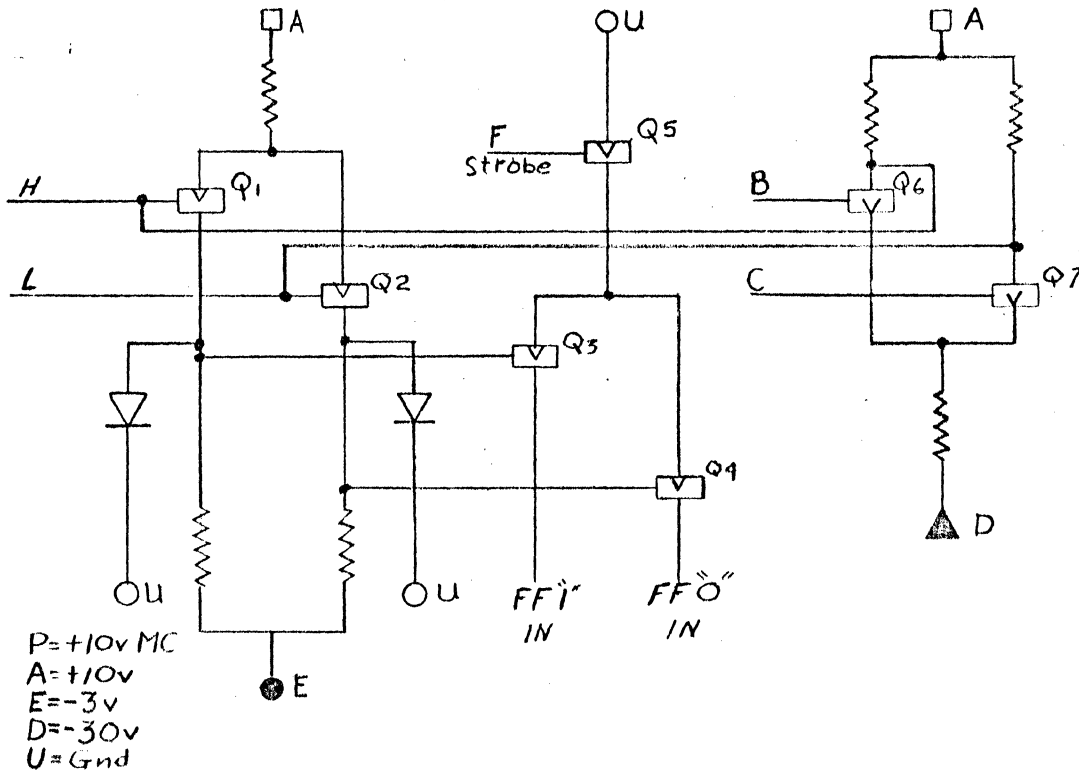 A
U
A
F
Strobe
Q5
H
Q1
B
Q6
L
Q2
C
Q7
Q3
Q4
D
U
U
FF "1"
IN
FF "0"
IN
E
P=+10v MC
A=+10v
E=-3v
D=-30v
U=Gnd